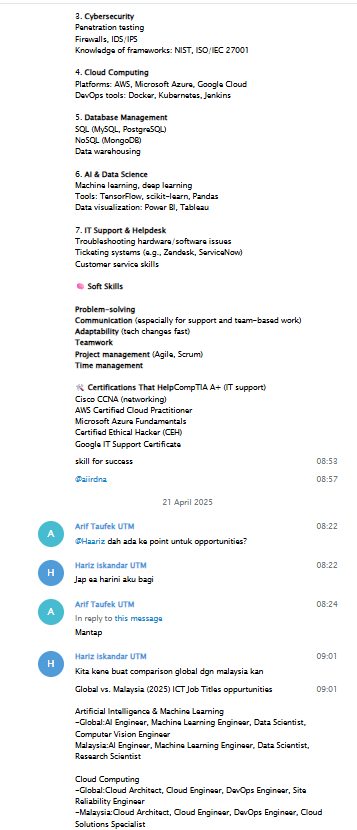 3. Cybersecurity
Penetration testing
Firewalls, IDS/IPS
Knowledge of frameworks: NIST, ISO/IEC 27001
4. Cloud Computing
Platforms: AWS, Microsoft Azure, Google Cloud
DevOps tools: Docker, Kubernetes, Jenkins
5. Database Management
SQL (MySQL, PostgreSQL)
NoSQL (MongoDB)
Data warehousing
6. AI & Data Science
Machine learning, deep learning
Tools: TensorFlow, scikit-learn, Pandas
Data visualization: Power BI, Tableau
7. IT Support & Helpdesk
Troubleshooting hardware/software issues
Ticketing systems (e.g., Zendesk, ServiceNow)
Customer service skills
🧠 Soft Skills
Problem-solving
Communication (especially for support and team-based work)
Adaptability (tech changes fast)
Teamwork
Project management (Agile, Scrum)
Time management
🛠 Certifications That HelpCompTIA A+ (IT support)
Cisco CCNA (networking)
AWS Certified Cloud Practitioner
Microsoft Azure Fundamentals
Certified Ethical Hacker (CEH)
Google IT Support Certificate
skill for success 08:53
@aiirdna 08:57
21 April 2025
A
Arif Taufek UTM 08:22
@Haariz dah ada ke point untuk opportunities?
H
Hariz iskandar UTM 08:22
Jap ea harini aku bagi
A
Arif Taufek UTM 08:24
In reply to this message
Mantap
H
Hariz iskandar UTM 09:01
Kita kene buat comparison global dgn malaysia kan
Global vs. Malaysia (2025) ICT Job Titles oppurtunities 09:01
Artificial Intelligence & Machine Learning
-Global:AI Engineer, Machine Learning Engineer, Data Scientist,
Computer Vision Engineer
Malaysia:AI Engineer, Machine Learning Engineer, Data Scientist,
Research Scientist
Cloud Computing
-Global:Cloud Architect, Cloud Engineer, DevOps Engineer, Site
Reliability Engineer
-Malaysia:Cloud Architect, Cloud Engineer, DevOps Engineer, Cloud
Solutions Specialist